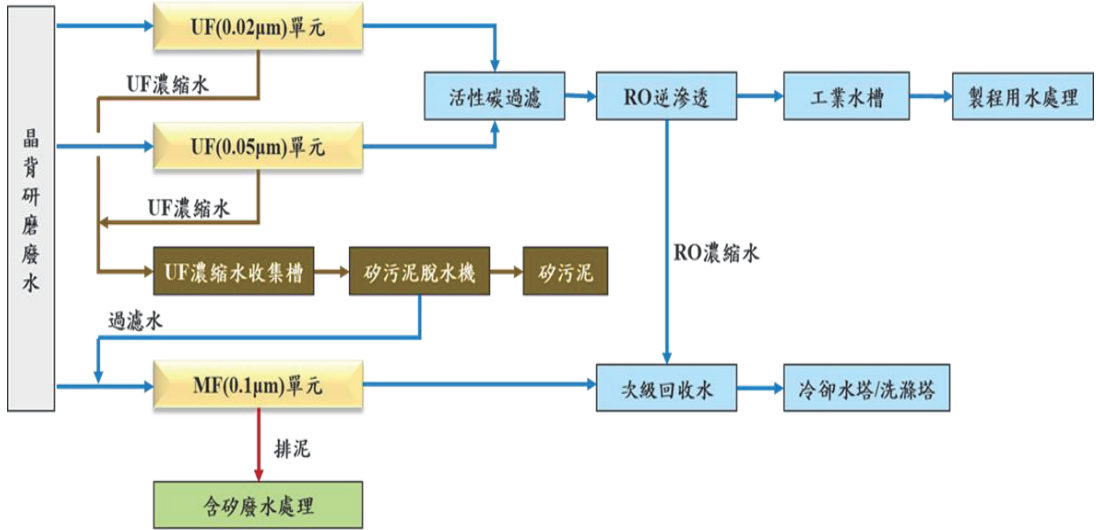 晶背研磨廢水
UF(0.02μm)單元
UF濃縮水
UF(0.05μm)單元
UF濃縮水
活性碳過濾
RO逆滲透
工業水槽
製程用水處理
RO濃縮水
UF濃縮水收集槽
矽污泥脫水機
矽污泥
過濾水
MF(0.1μm)單元
次級回收水
冷卻水塔/洗滌塔
排泥
含矽廢水處理